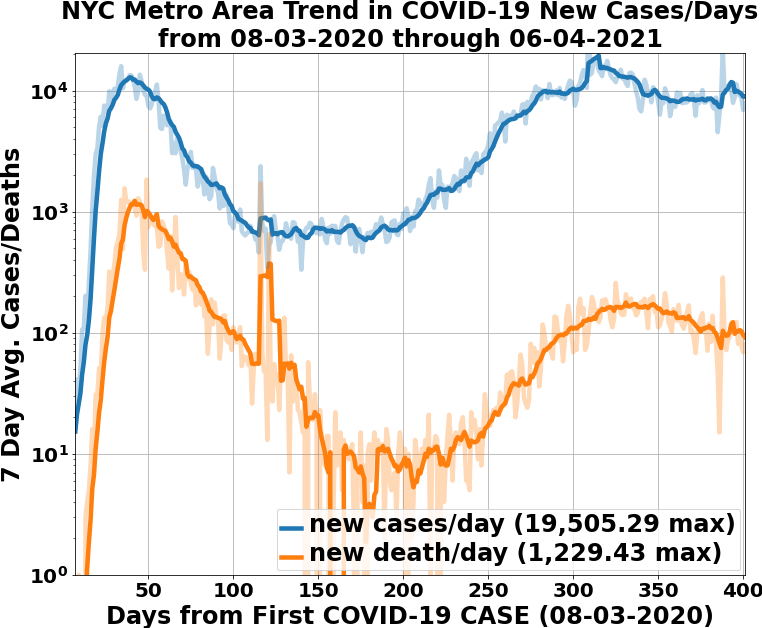 NYC Metro Area Trend in COVID-19 New Cases/Days
from 08-03-2020 through 06-04-2021
7 Day Avg. Cases/Deaths
10⁴
10³
10²
10¹
10⁰
new cases/day (19,505.29 max)
new death/day (1,229.43 max)
50 100 150 200 250 300 350 400
Days from First COVID-19 CASE (08-03-2020)